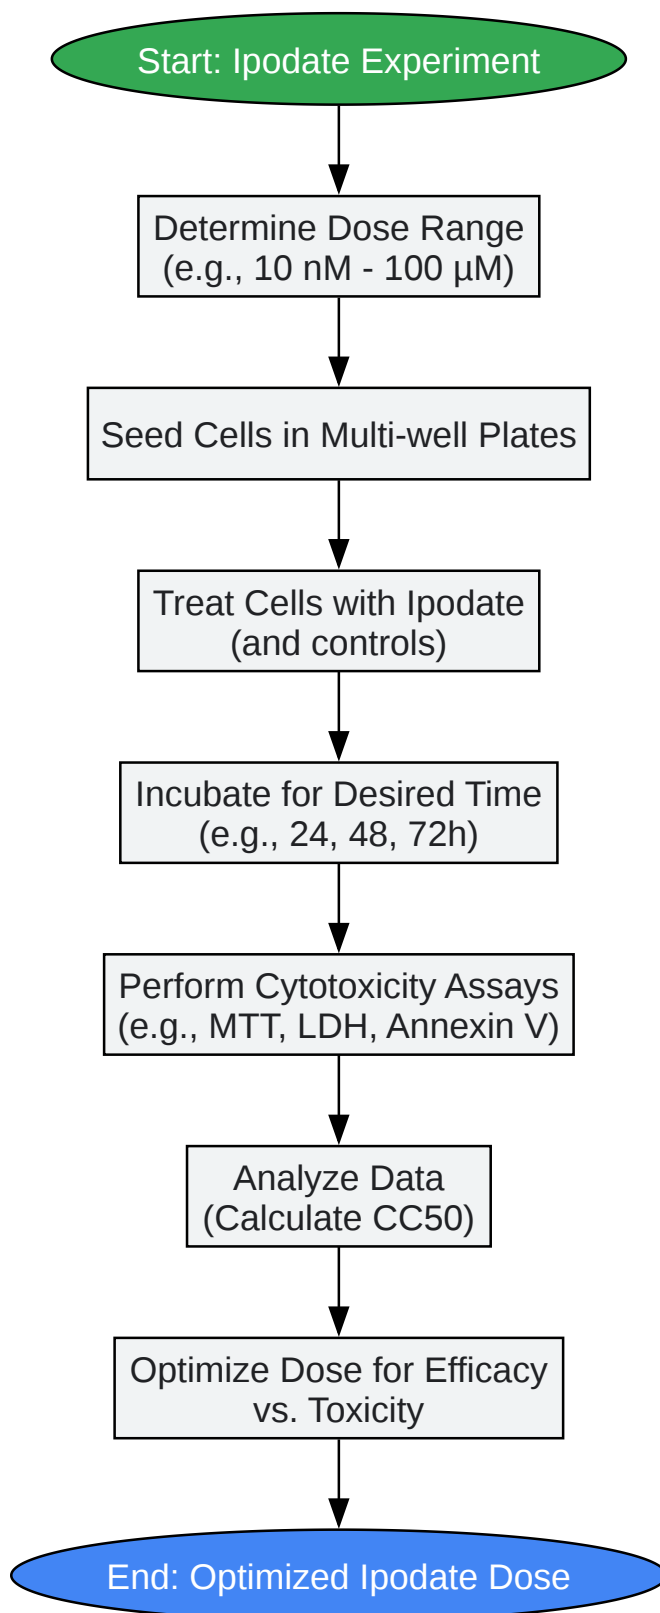 Start: Ipodate Experiment
Determine Dose Range
(e.g., 10 nM - 100 µM)
Seed Cells in Multi-well Plates
Treat Cells with Ipodate
(and controls)
Incubate for Desired Time
(e.g., 24, 48, 72h)
Perform Cytotoxicity Assays
(e.g., MTT, LDH, Annexin V)
Analyze Data
(Calculate CC50)
Optimize Dose for Efficacy
vs. Toxicity
End: Optimized Ipodate Dose